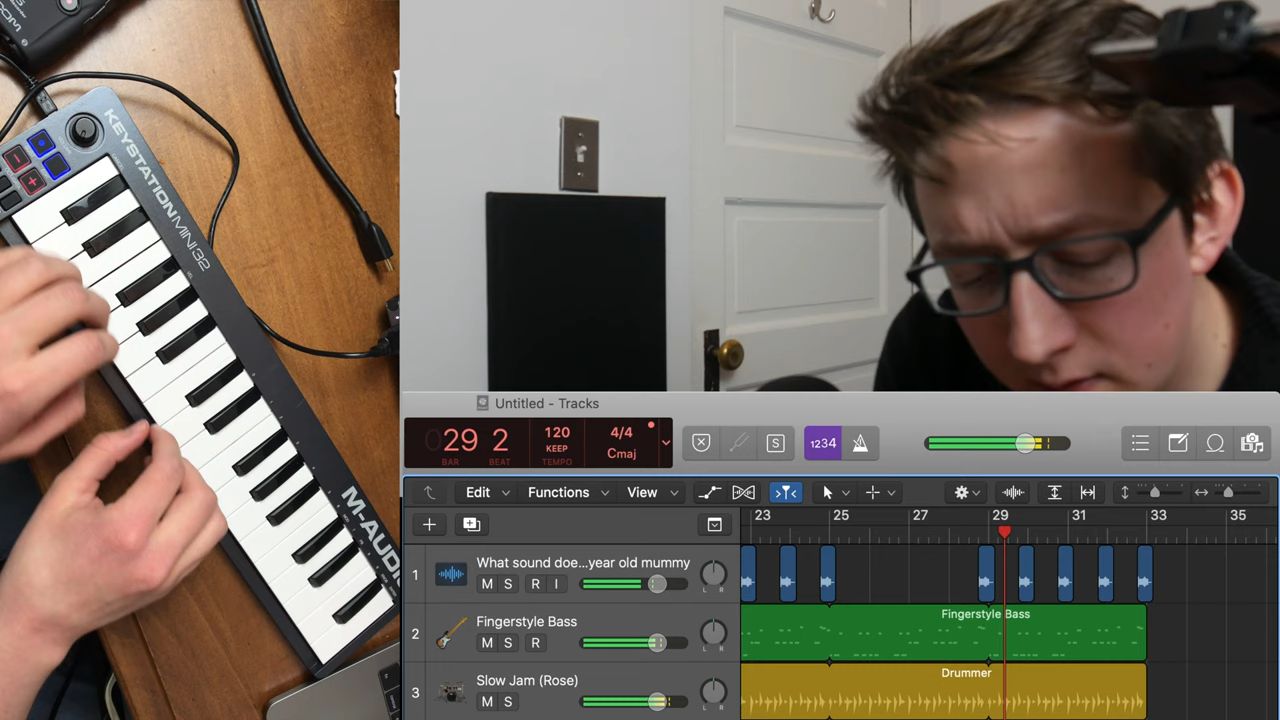 OOM
KEYSTATION MINI 32
M-AUDI
Untitled - Tracks
029 2
120
KEEP
4/4
Cmaj
BAR
BEAT
TEMPO
S
1234
Edit
Functions
View
23
25
27
29
31
33
35
1
What sound doe...year old mummy
M S R I
L R
2
Fingerstyle Bass
M S R
L R
Fingerstyle Bass
3
Slow Jam (Rose)
M S
L R
Drummer